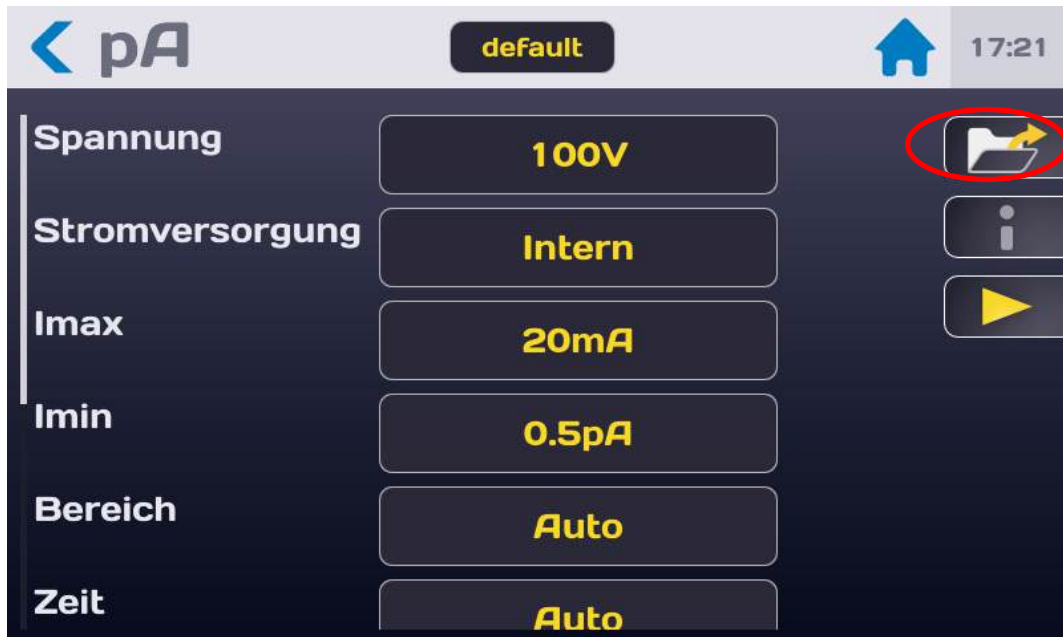 pA
default
17:21
Spannung
100V
Stromversorgung
Intern
Imax
20mA
Imin
0.5pA
Bereich
Auto
Zeit
Auto